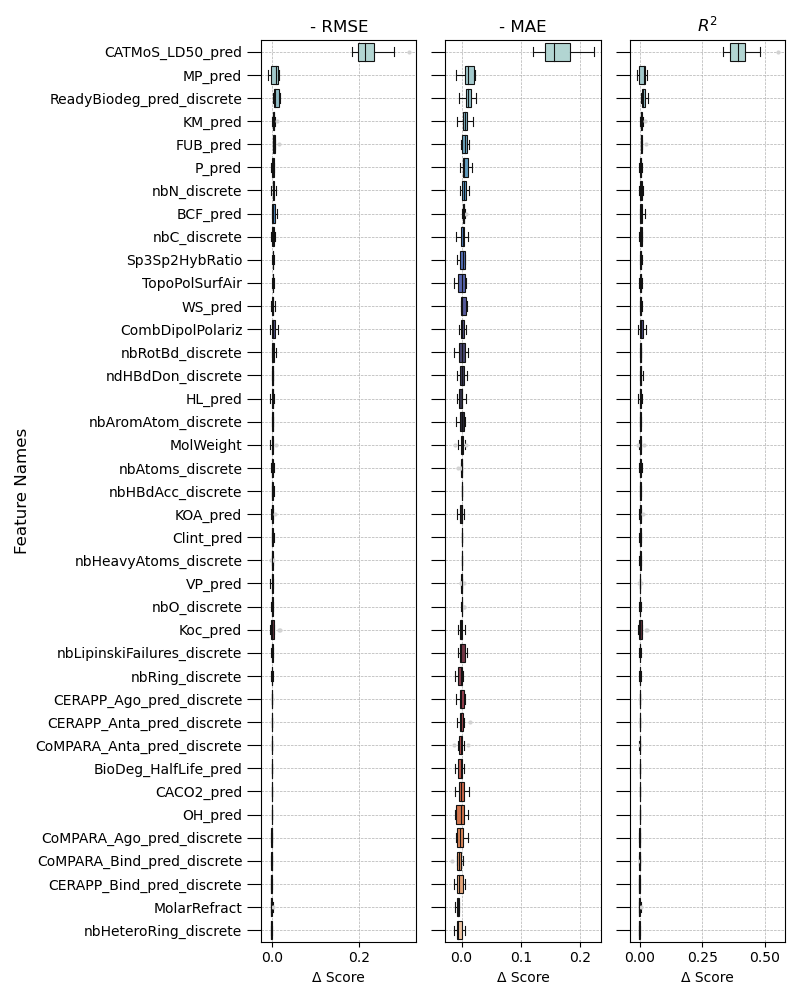 - RMSE
- MAE
R²
CATMoS_LD50_pred
MP_pred
ReadyBiodeg_pred_discrete
KM_pred
FUB_pred
P_pred
nbN_discrete
BCF_pred
nbC_discrete
Sp3Sp2HybRatio
TopoPolSurfAir
WS_pred
CombDipolPolariz
nbRotBd_discrete
ndHBdDon_discrete
HL_pred
nbAromAtom_discrete
MolWeight
nbAtoms_discrete
nbHBdAcc_discrete
KOA_pred
Clint_pred
nbHeavyAtoms_discrete
VP_pred
nbO_discrete
Koc_pred
nbLipinskiFailures_discrete
nbRing_discrete
CERAPP_Ago_pred_discrete
CERAPP_Anta_pred_discrete
CoMPARA_Anta_pred_discrete
BioDeg_HalfLife_pred
CACO2_pred
OH_pred
CoMPARA_Ago_pred_discrete
CoMPARA_Bind_pred_discrete
CERAPP_Bind_pred_discrete
MolarRefract
nbHeteroRing_discrete
Feature Names
0.0 0.2
0.0 0.1 0.2
0.00 0.25 0.50
Δ Score
Δ Score
Δ Score